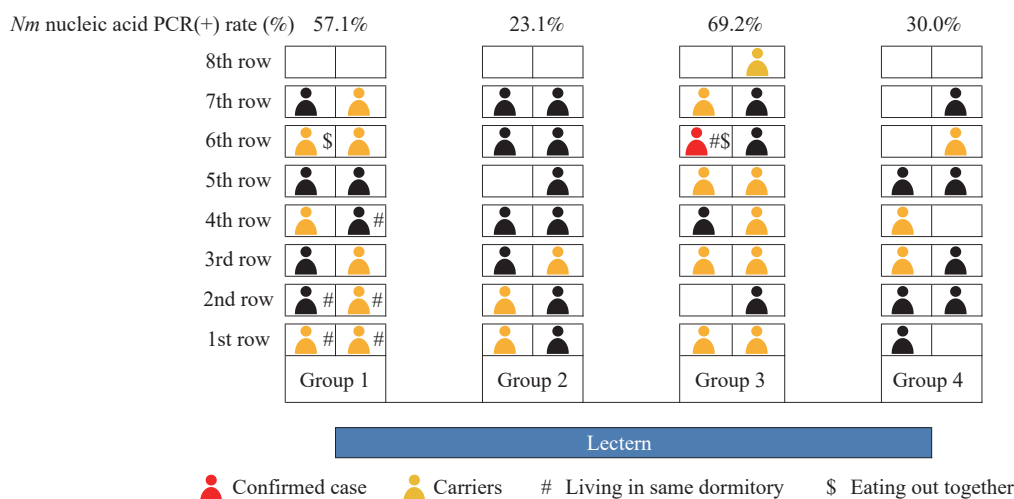 Nm nucleic acid PCR(+) rate (%) 57.1% 23.1% 69.2% 30.0%
8th row
7th row
6th row $ #$
5th row
4th row #
3rd row
2nd row # #
1st row # #
Group 1 Group 2 Group 3 Group 4
Lectern
Confirmed case Carriers # Living in same dormitory $ Eating out together